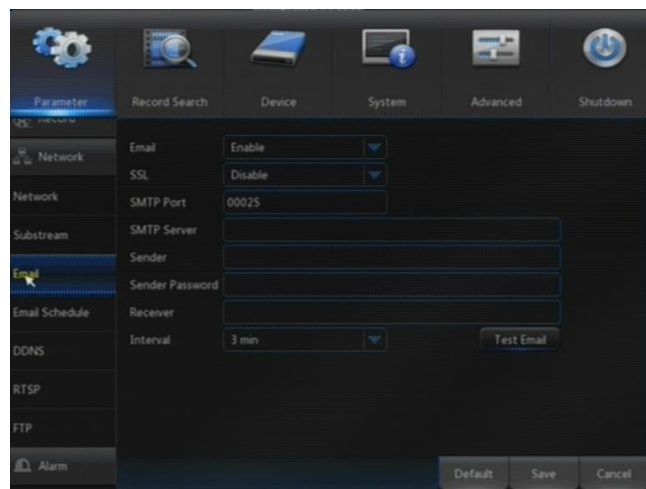 Parameter Record Search Device System Advanced Shutdown
Record
Network
Network
Substream
Email
Email Schedule
DDNS
RTSP
FTP
Alarm
Email Enable
SSL Disable
SMTP Port 00025
SMTP Server
Sender
Sender Password
Receiver
Interval 3 min
Test Email
Default Save Cancel